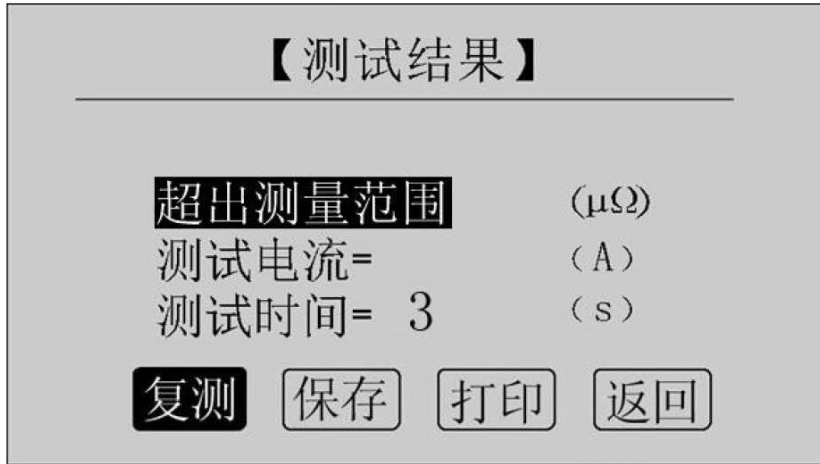 【测试结果】
超出测量范围 (μΩ)
测试电流= （A）
测试时间= 3 （s）
复测 保存 打印 返回